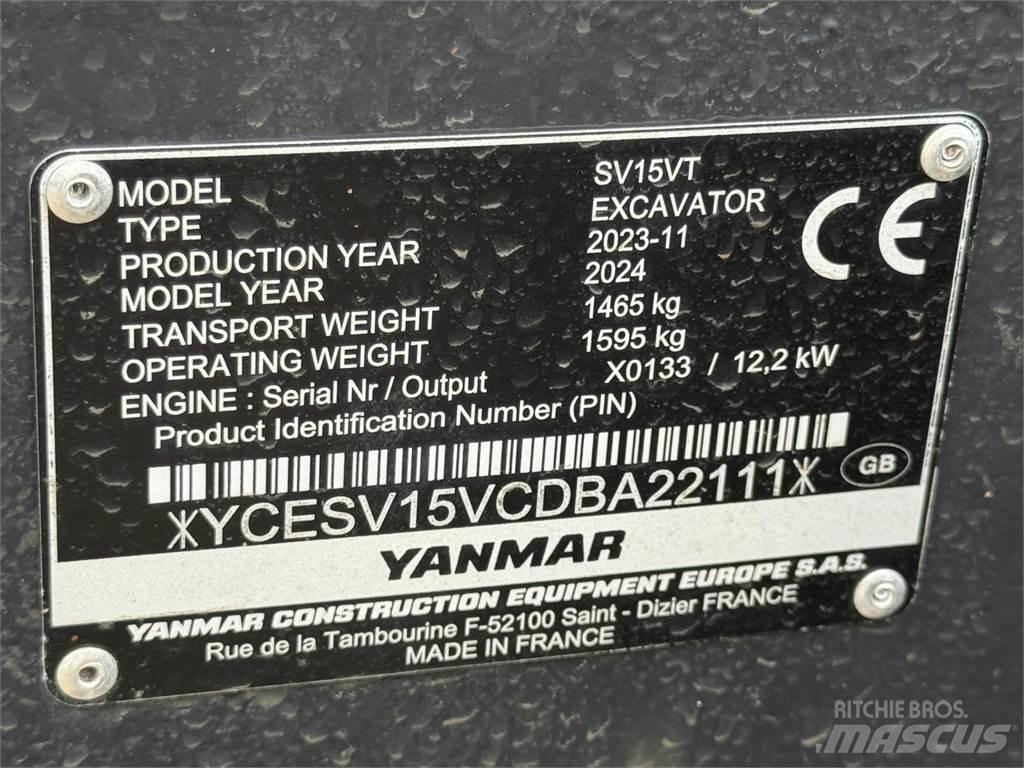 MODEL SV15VT
TYPE EXCAVATOR
PRODUCTION YEAR 2023-11
MODEL YEAR 2024
TRANSPORT WEIGHT 1465 kg
OPERATING WEIGHT 1595 kg
ENGINE : Serial Nr / Output X0133 / 12,2 kW
CE
Product Identification Number (PIN)
GB
YCESV15VCDBA22111
YANMAR
YANMAR CONSTRUCTION EQUIPMENT EUROPE S.A.S.
Rue de la Tambourine F-52100 Saint - Dizier FRANCE
MADE IN FRANCE
RITCHIE BROS.
MASCUS